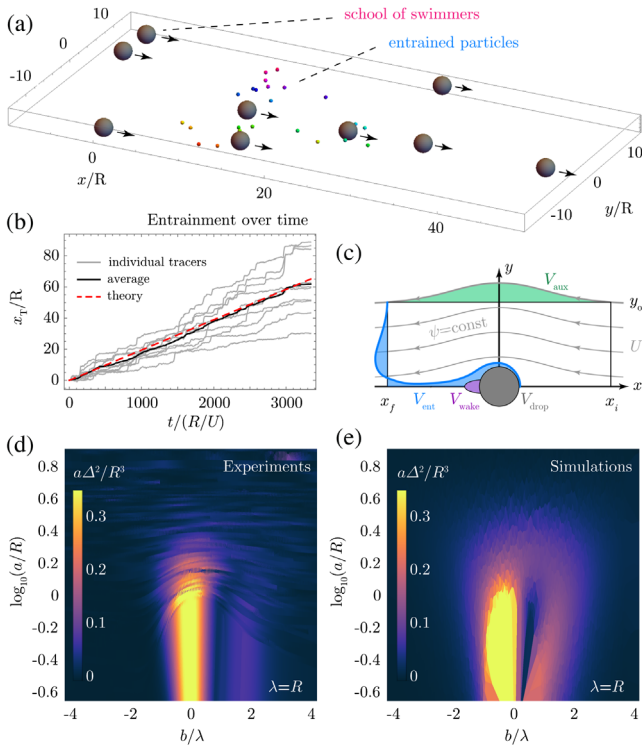 (a)
school of swimmers
entrained particles
10
0
-10
0
20
40
x/R
10
0
-10
y/R
(b)
Entrainment over time
individual tracers
average
theory
80
60
40
20
0
x_T/R
0
1000
2000
3000
t/(R/U)
(c)
y
V_aux
y_o
ψ=const
U
x
x_f
V_ent
V_wake
V_drop
x_i
(d)
aΔ²/R³
Experiments
0.3
0.2
0.1
0
λ=R
0.8
0.6
0.4
0.2
0
-0.2
-0.4
-0.6
log₁₀(a/R)
-4
-2
0
2
4
b/λ
(e)
aΔ²/R³
Simulations
0.3
0.2
0.1
0
λ=R
0.8
0.6
0.4
0.2
0
-0.2
-0.4
-0.6
log₁₀(a/R)
-4
-2
0
2
4
b/λ